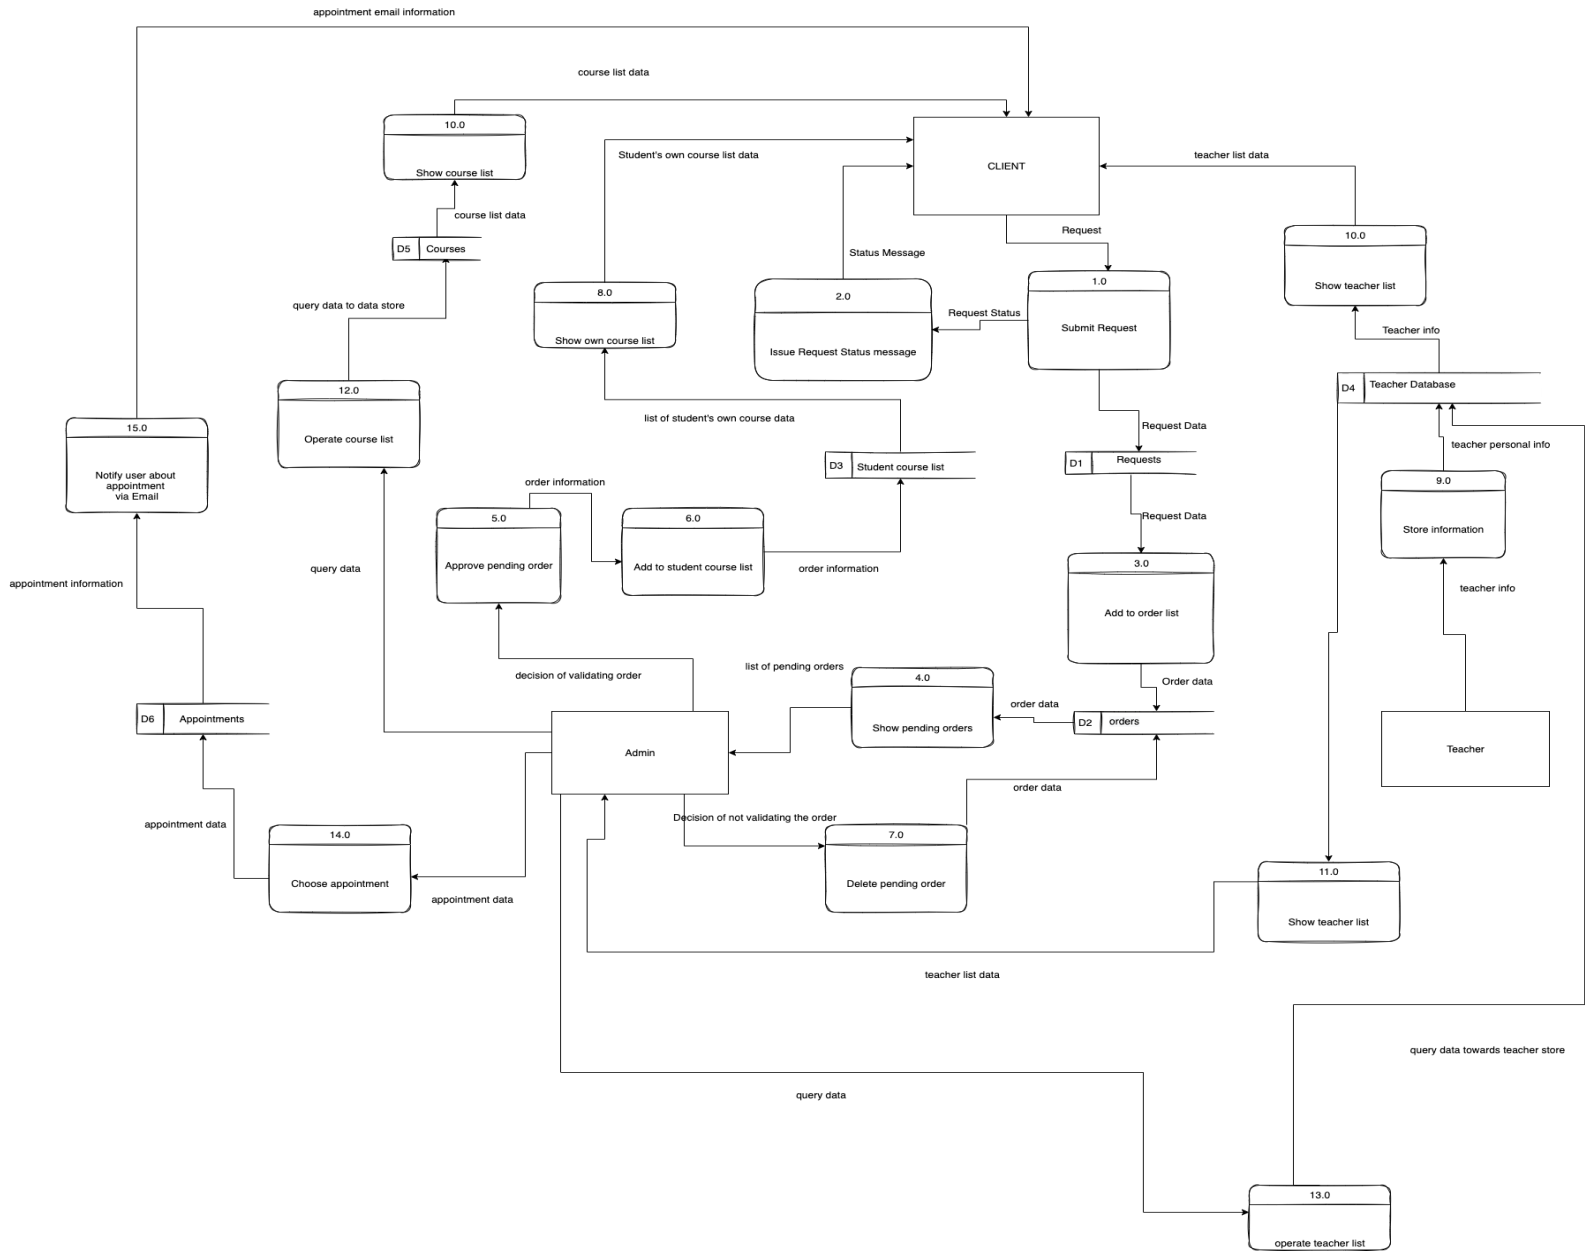 appointment email information
course list data
10.0
Show course list
Student's own course list data
CLIENT
teacher list data
course list data
D5
Courses
Request
10.0
Show teacher list
Status Message
query data to data store
8.0
Show own course list
2.0
Issue Request Status message
Request Status
1.0
Submit Request
Teacher info
D4
Teacher Database
12.0
Operate course list
list of student's own course data
Request Data
teacher personal info
15.0
Notify user about
appointment
via Email
D3
Student course list
D1
Requests
order information
9.0
Store information
5.0
Approve pending order
6.0
Add to student course list
Request Data
query data
order information
3.0
Add to order list
appointment information
teacher info
decision of validating order
list of pending orders
4.0
Show pending orders
Order data
order data
D2
orders
D6
Appointments
Admin
Teacher
order data
Decision of not validating the order
appointment data
14.0
Choose appointment
7.0
Delete pending order
11.0
Show teacher list
appointment data
teacher list data
query data towards teacher store
query data
13.0
operate teacher list